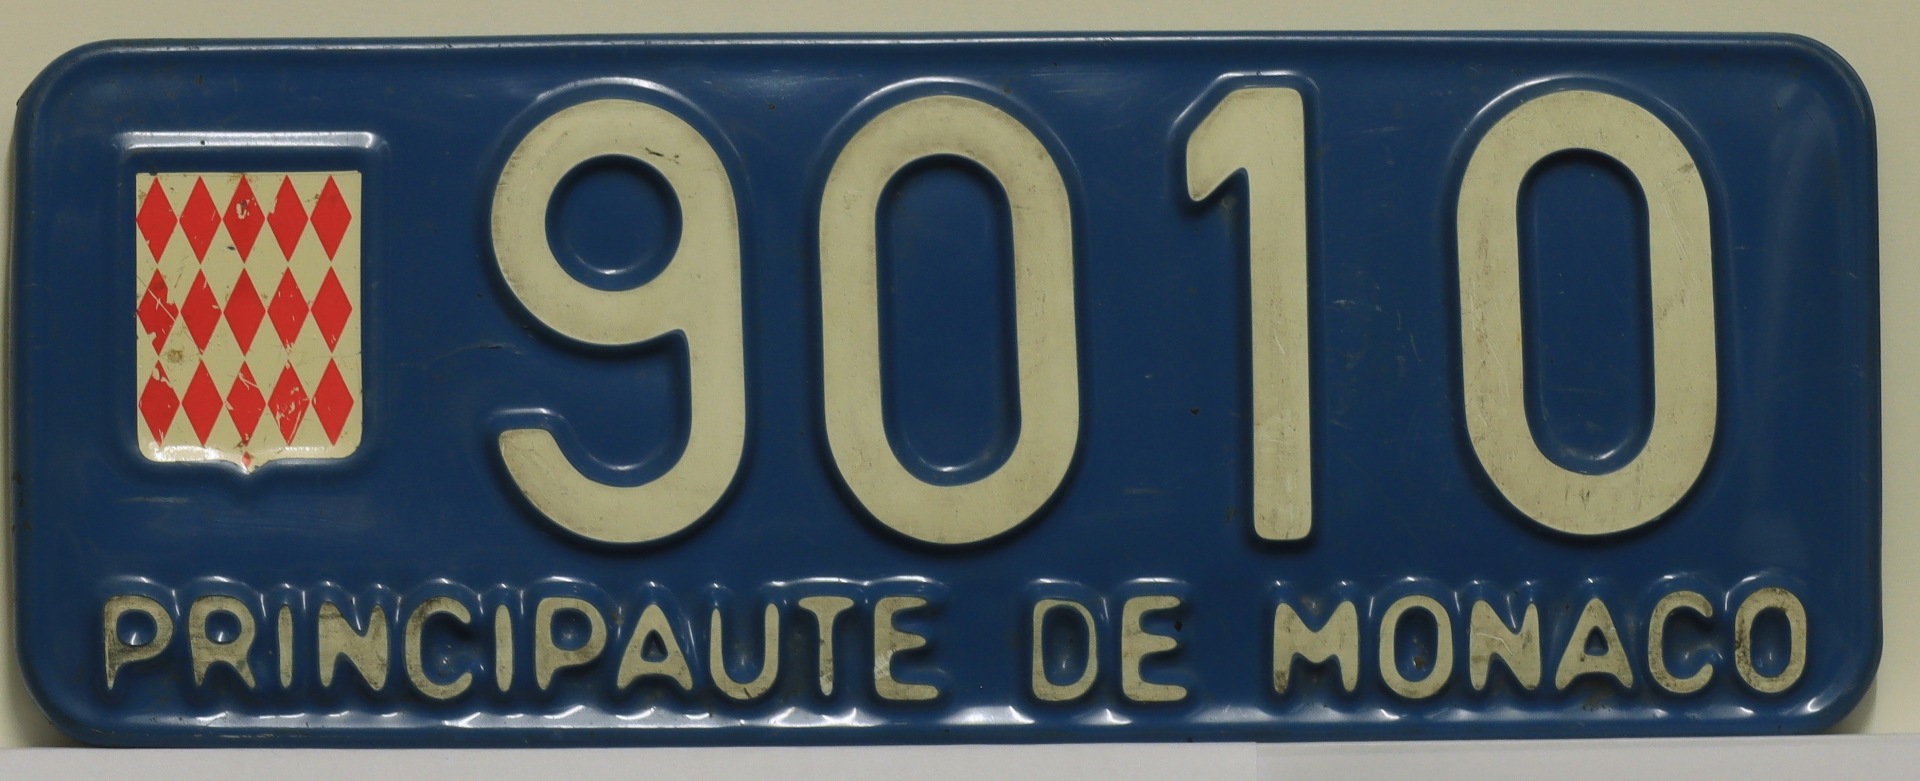 9010
PRINCIPAUTE DE MONACO